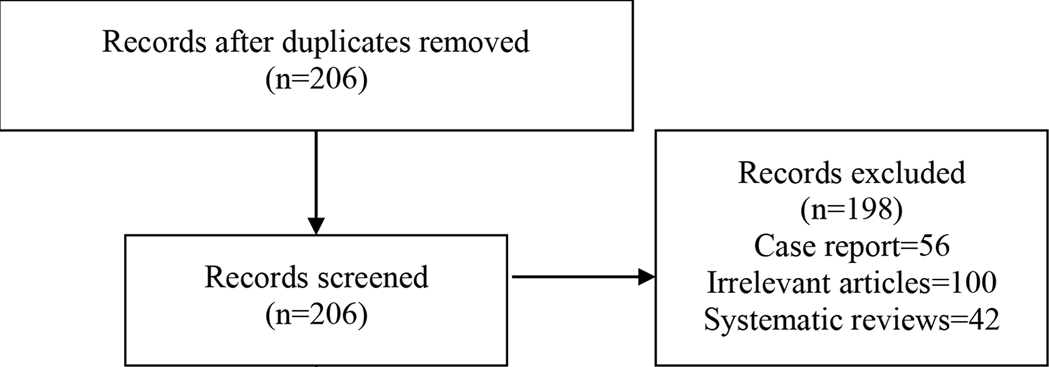 Records after duplicates removed
(n=206)
Records screened
(n=206)
Records excluded
(n=198)
Case report=56
Irrelevant articles=100
Systematic reviews=42